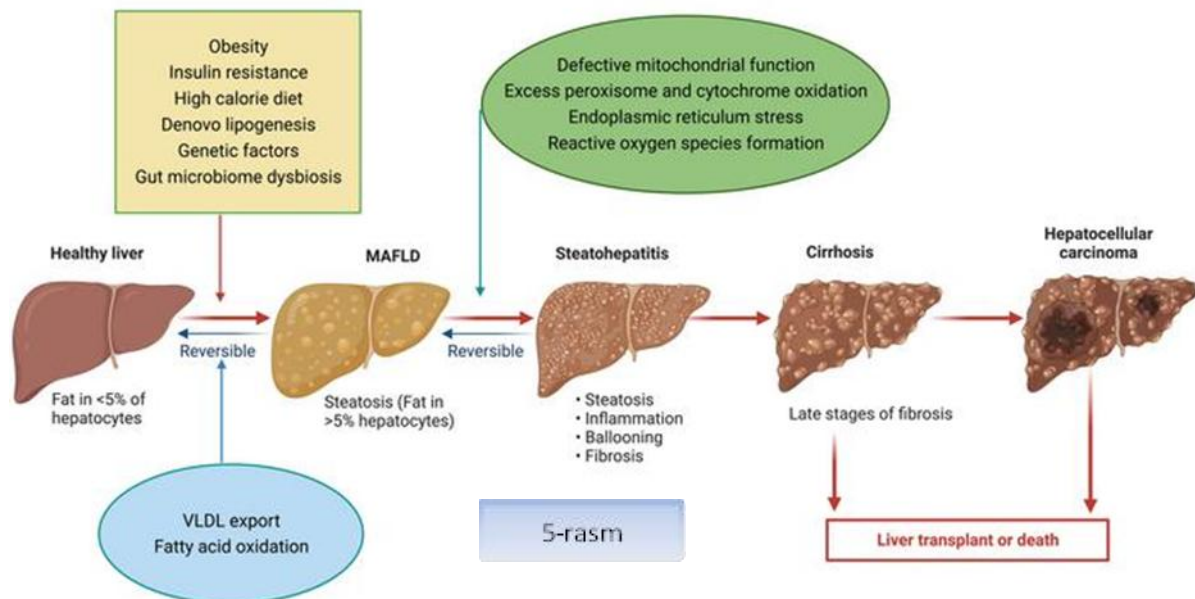 Obesity
Insulin resistance
High calorie diet
Denovo lipogenesis
Genetic factors
Gut microbiome dysbiosis
Defective mitochondrial function
Excess peroxisome and cytochrome oxidation
Endoplasmic reticulum stress
Reactive oxygen species formation
Healthy liver
MAFLD
Steatohepatitis
Cirrhosis
Hepatocellular
carcinoma
Reversible
Reversible
Fat in <5% of
hepatocytes
Steatosis (Fat in
>5% hepatocytes)
• Steatosis
• Inflammation
• Ballooning
• Fibrosis
Late stages of fibrosis
VLDL export
Fatty acid oxidation
5-rasm
Liver transplant or death